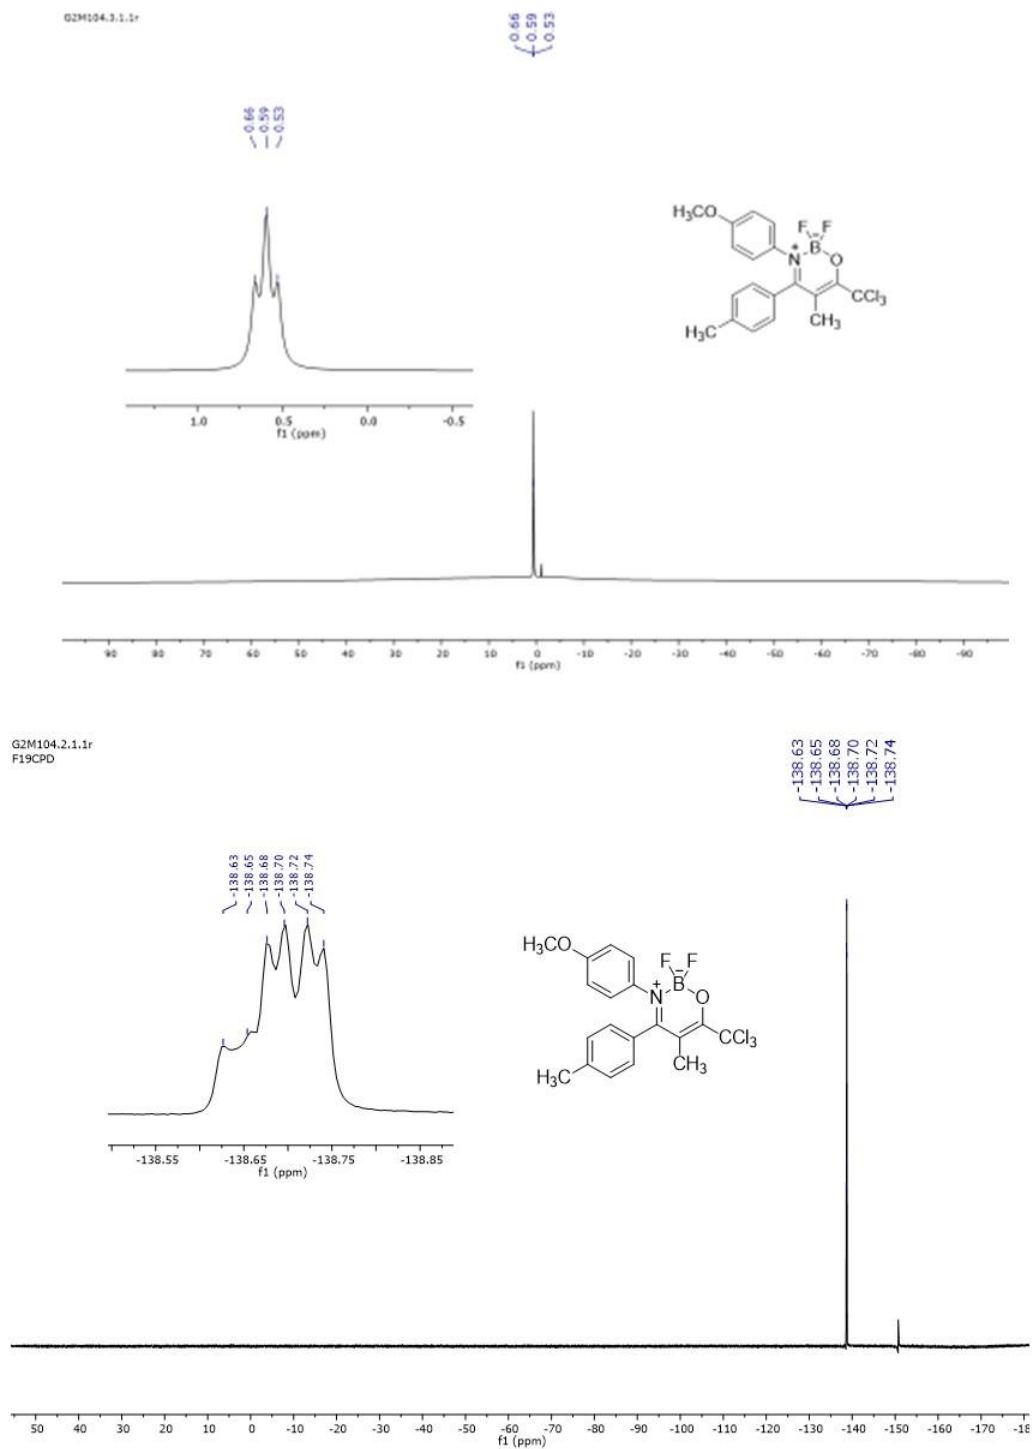 G2M104.3.1.1r
0.66
0.59
0.53
0.66
0.59
0.53
H₃CO
F F
N + B − O
CCl₃
CH₃
H₃C
1.0 0.5 0.0 -0.5
f1 (ppm)
90 80 70 60 50 40 30 20 10 0 -10 -20 -30 -40 -50 -60 -70 -80 -90
f1 (ppm)
G2M104.2.1.1r
F19CPD
-138.63
-138.65
-138.68
-138.70
-138.72
-138.74
-138.63
-138.65
-138.68
-138.70
-138.72
-138.74
H₃CO
F F
N + B − O
CCl₃
CH₃
H₃C
-138.55 -138.65 -138.75 -138.85
f1 (ppm)
50 40 30 20 10 0 -10 -20 -30 -40 -50 -60 -70 -80 -90 -100 -110 -120 -130 -140 -150 -160 -170 -18
f1 (ppm)